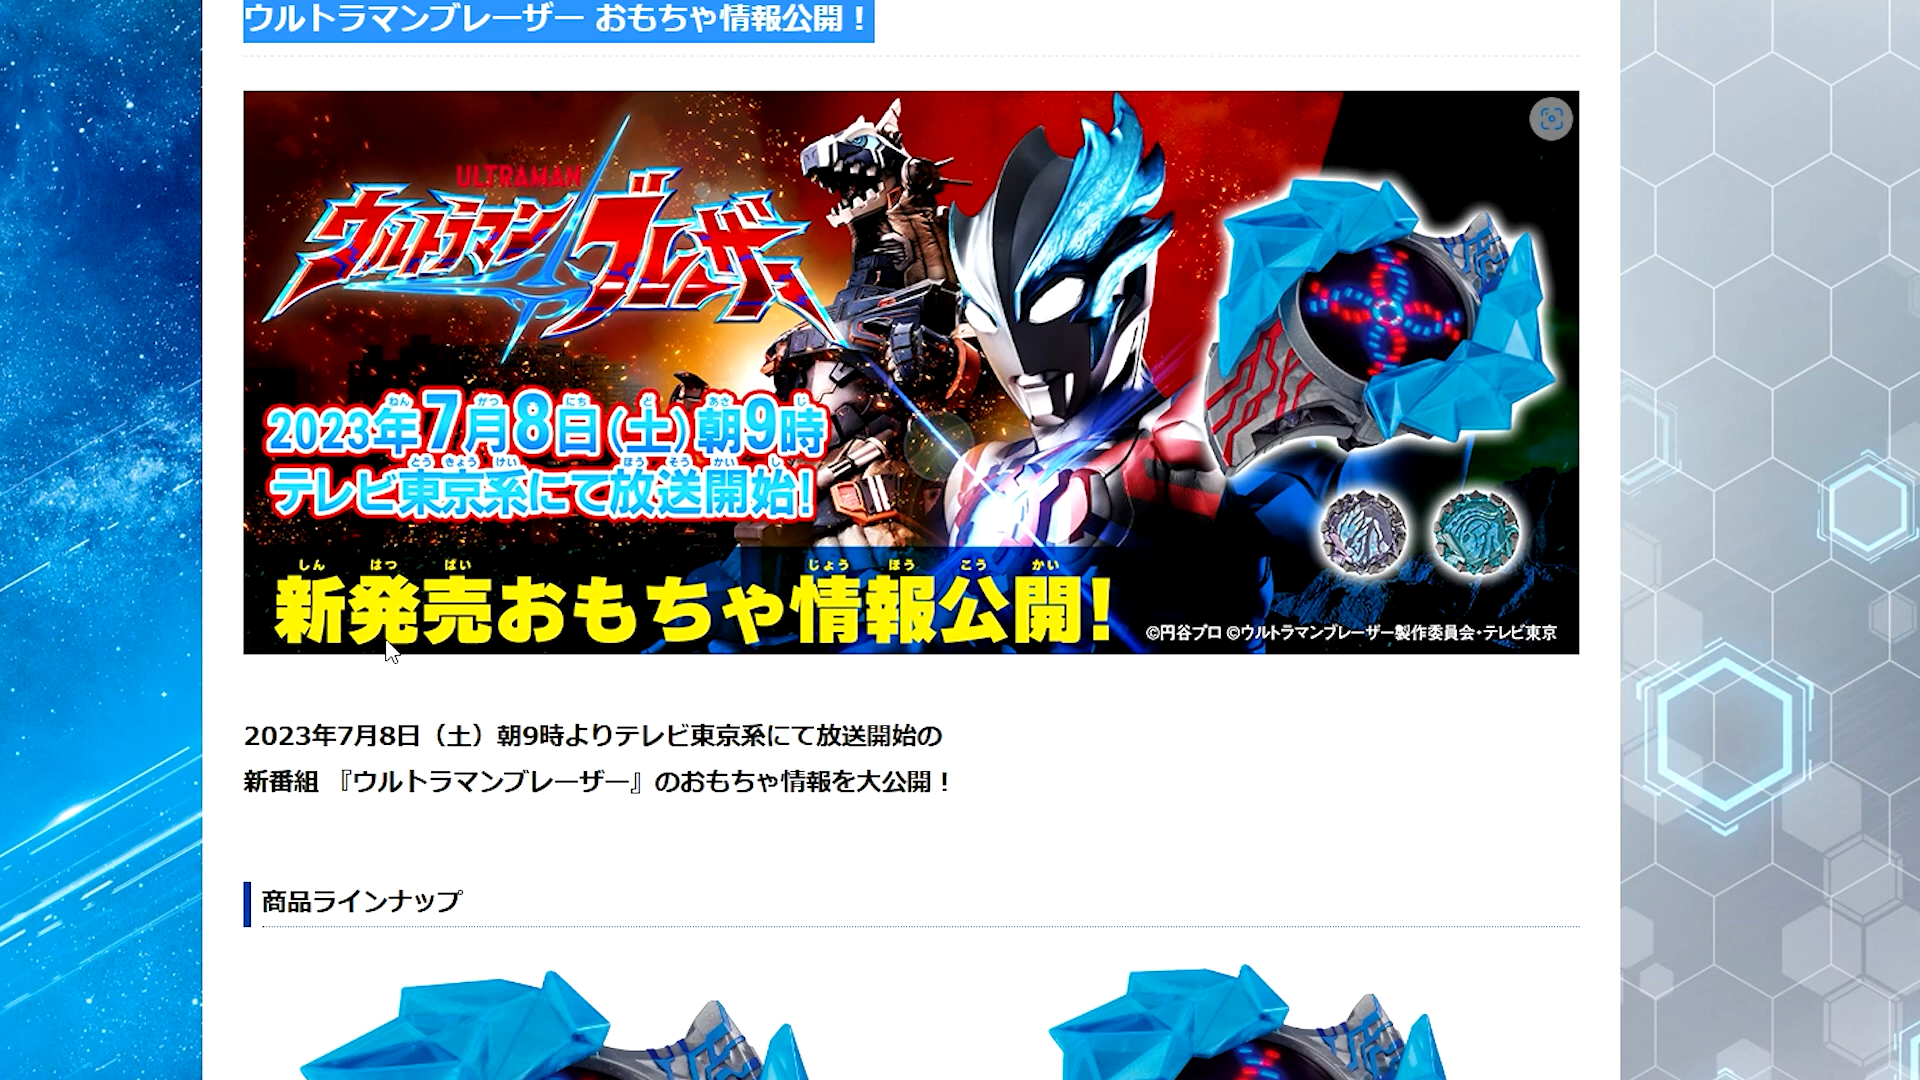 ウルトラマンブレーザー おもちゃ情報公開！
ULTRAMAN
ウルトラマンブレーザー
2023年7月8日(土)朝9時
テレビ東京系にて放送開始!
新発売おもちゃ情報公開!
©円谷プロ ©ウルトラマンブレーザー製作委員会・テレビ東京
2023年7月8日（土）朝9時よりテレビ東京系にて放送開始の
新番組 『ウルトラマンブレーザー』のおもちゃ情報を大公開！
商品ラインナップ